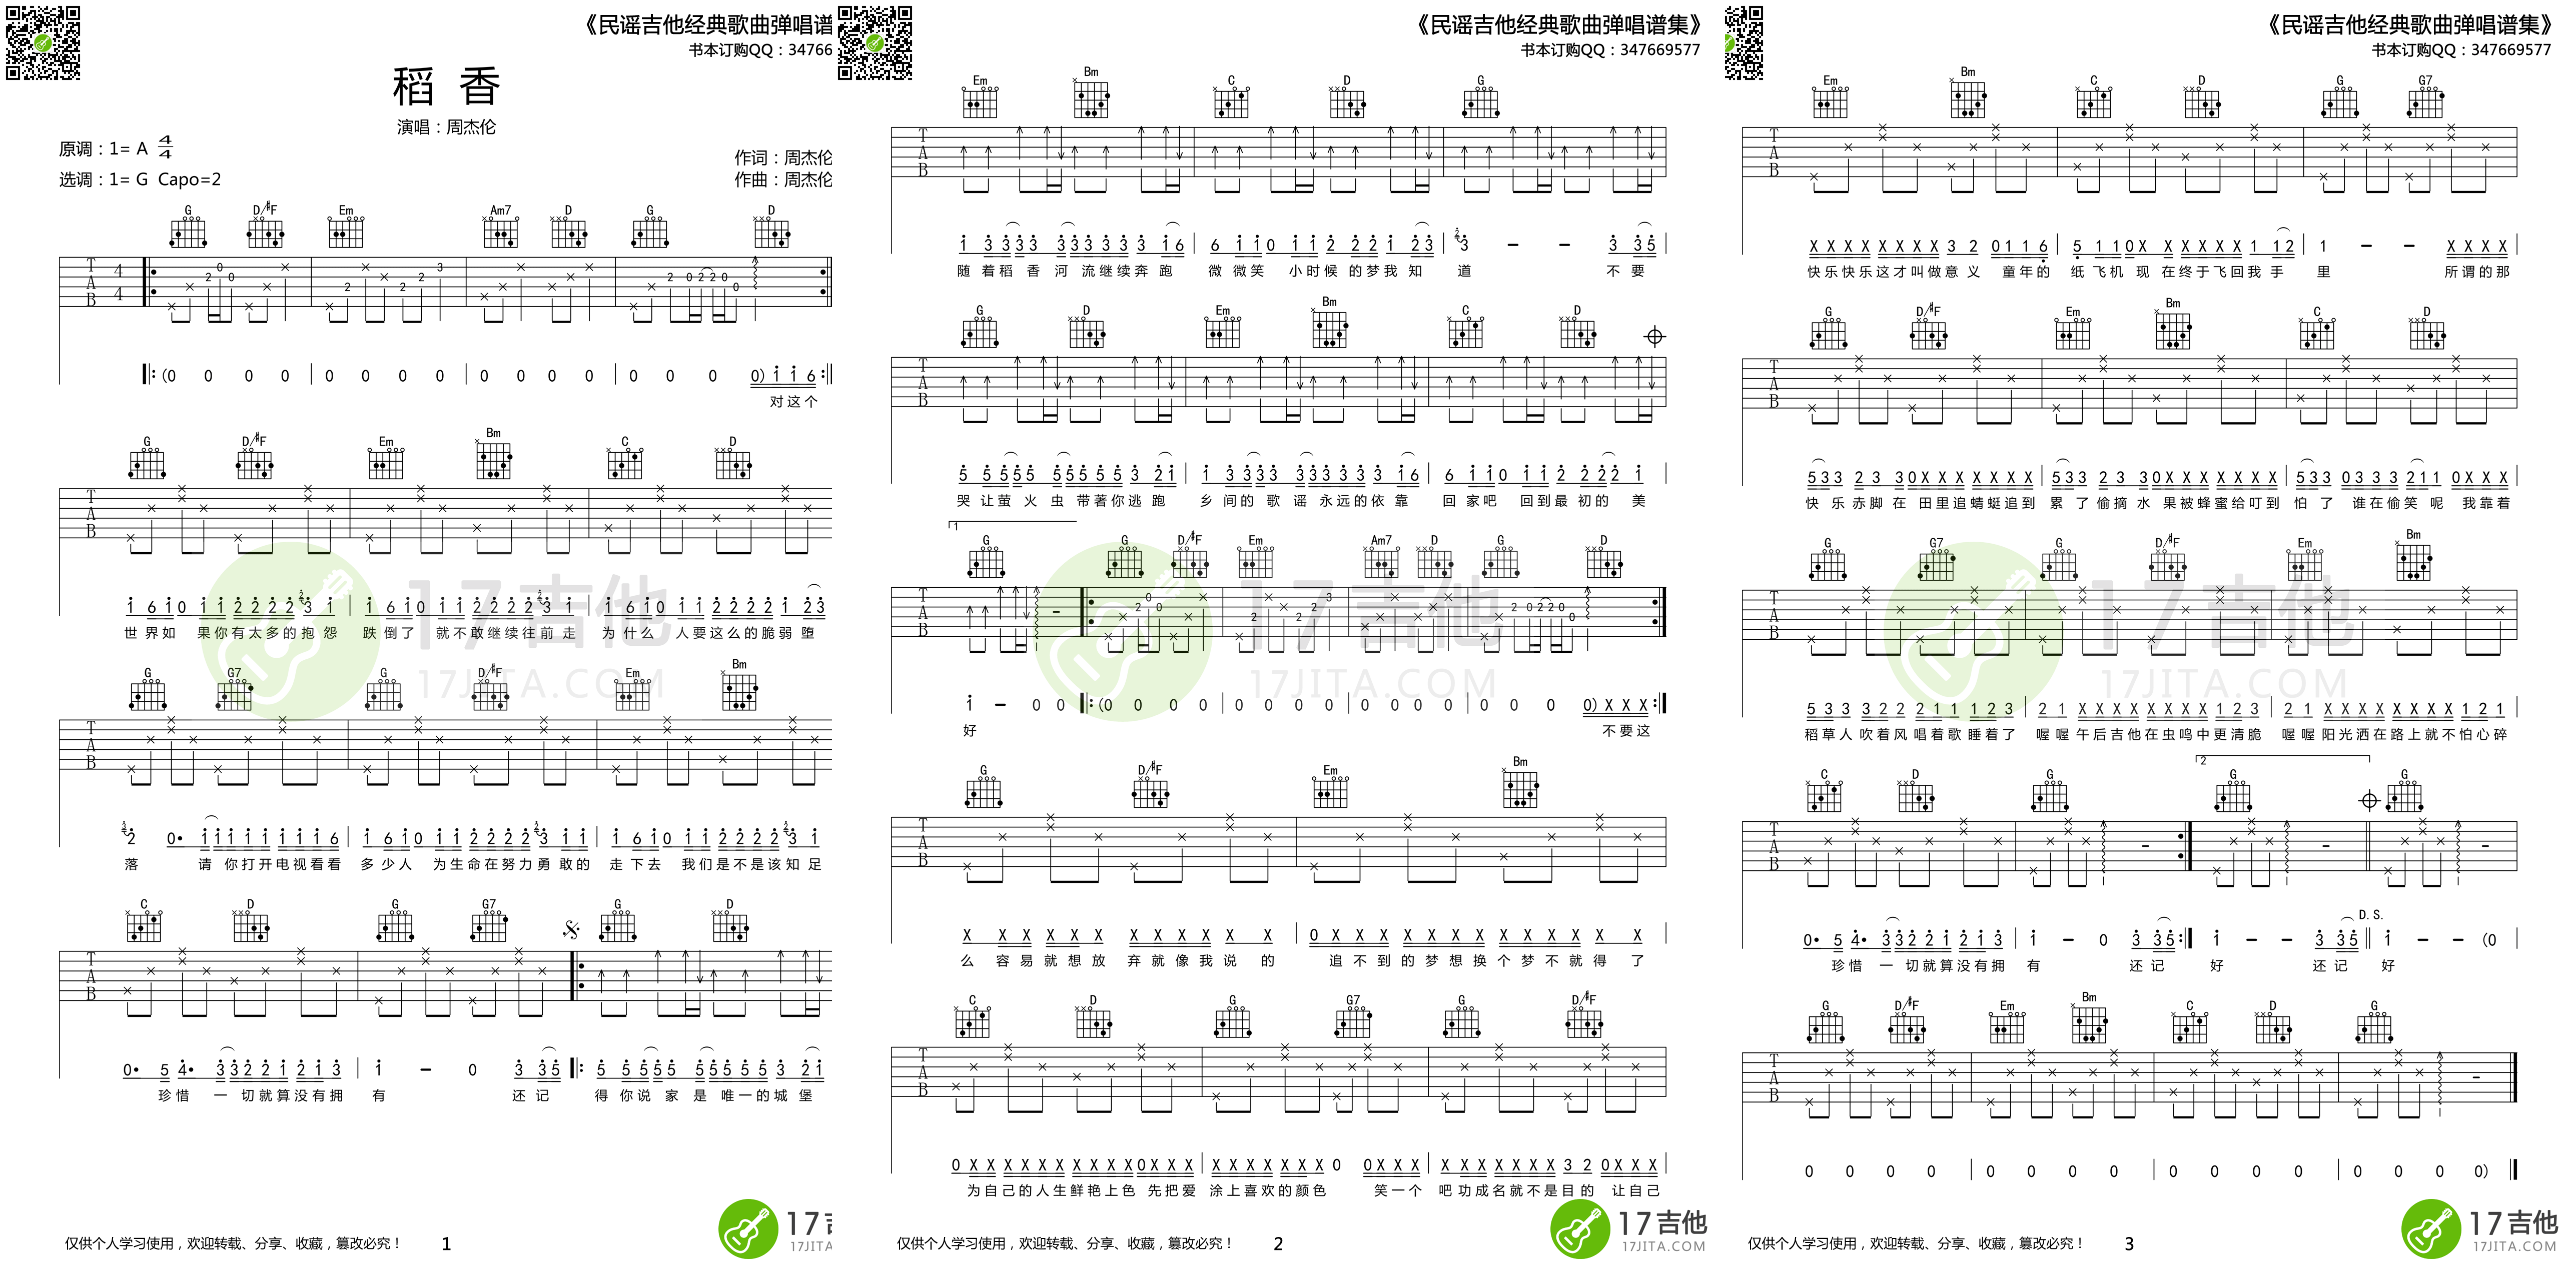 《民谣吉他经典歌曲弹唱谱
书本订购QQ：34766
稻 香
演唱：周杰伦
原调：1= A 4/4
作词：周杰伦
选调：1= G Capo=2
作曲：周杰伦
G D/#F Em Am7 D G D
对这个
G D/#F Em Bm C D
世界如 果你有太多的抱 怨 跌 倒了 就不敢继续往前走 为什么 人要这么的脆弱 堕
G G7 G D/#F Em Bm
落 请 你打开电视看看 多少人 为生命在努力勇敢的 走下去 我们是不是该知足
C D G G7 G D
珍惜 一 切就算没有拥 有 还记 得 你说 家 是 唯一的城 堡
17吉他
17JITA.COM
仅供个人学习使用，欢迎转载、分享、收藏，篡改必究！ 1
《民谣吉他经典歌曲弹唱谱集》
书本订购QQ：347669577
Em Bm C D G
随着稻 香 河 流继续奔 跑 微 微笑 小时候 的梦我知 道 不 要
G D Em Bm C D
哭 让萤 火 虫 带著你逃 跑 乡 间的 歌 谣 永远的依 靠 回 家吧 回到最初的 美
1
G G D/#F Em Am7 D G D
好 不要这
G D/#F Em Bm
么 容易就想放 弃就像我说 的 追不到的梦想换 个梦不就得 了
C D G G7 G D/#F
为自己的人生鲜艳上色 先把爱 涂上喜欢的颜色 笑一个 吧功成名就不是目的 让自己
17吉他
17JITA.COM
仅供个人学习使用，欢迎转载、分享、收藏，篡改必究！ 2
《民谣吉他经典歌曲弹唱谱集》
书本订购QQ：347669577
Em Bm C D G G7
快乐快乐这才叫做意义 童年的 纸 飞机 现 在终于飞回我 手 里 所谓的那
G D/#F Em Bm C D
快 乐赤脚 在 田里追蜻蜓追到 累 了 偷摘 水 果被蜂蜜给叮到 怕 了 谁在偷笑 呢 我靠着
G G7 G D/#F Em Bm
稻草人 吹着风 唱着歌 睡着了 喔喔 午后吉他在虫鸣中更清脆 喔喔 阳光洒在路上就不怕心碎
2
C D G G G
D.S.
珍惜 一 切就算没有拥 有 还记 好 还记 好
G D/#F Em Bm C D G
17吉他
17JITA.COM
仅供个人学习使用，欢迎转载、分享、收藏，篡改必究！ 3